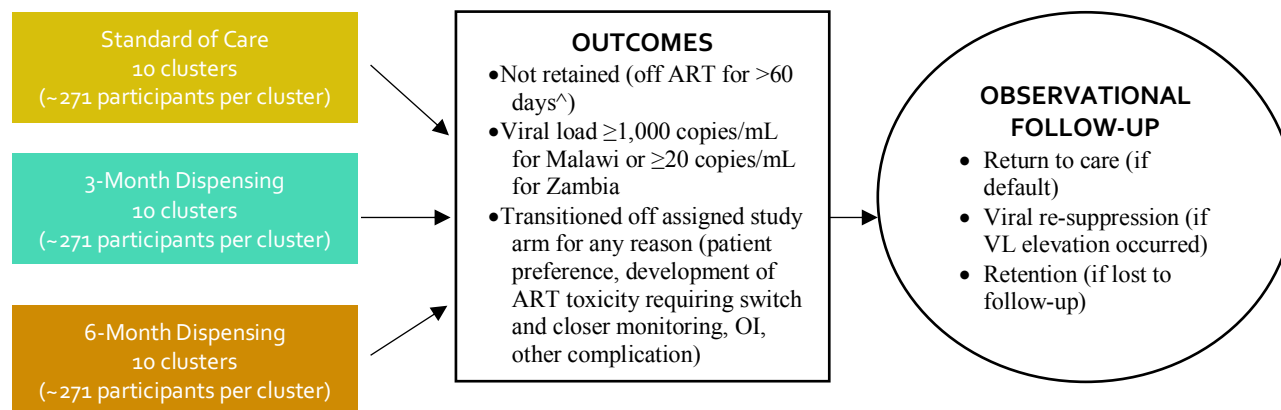 Standard of Care
10 clusters
(~271 participants per cluster)
3-Month Dispensing
10 clusters
(~271 participants per cluster)
6-Month Dispensing
10 clusters
(~271 participants per cluster)
OUTCOMES
•Not retained (off ART for >60
days^)
•Viral load ≥1,000 copies/mL
for Malawi or ≥20 copies/mL
for Zambia
•Transitioned off assigned study
arm for any reason (patient
preference, development of
ART toxicity requiring switch
and closer monitoring, OI,
other complication)
OBSERVATIONAL
FOLLOW-UP
• Return to care (if
default)
• Viral re-suppression (if
VL elevation occurred)
• Retention (if lost to
follow-up)